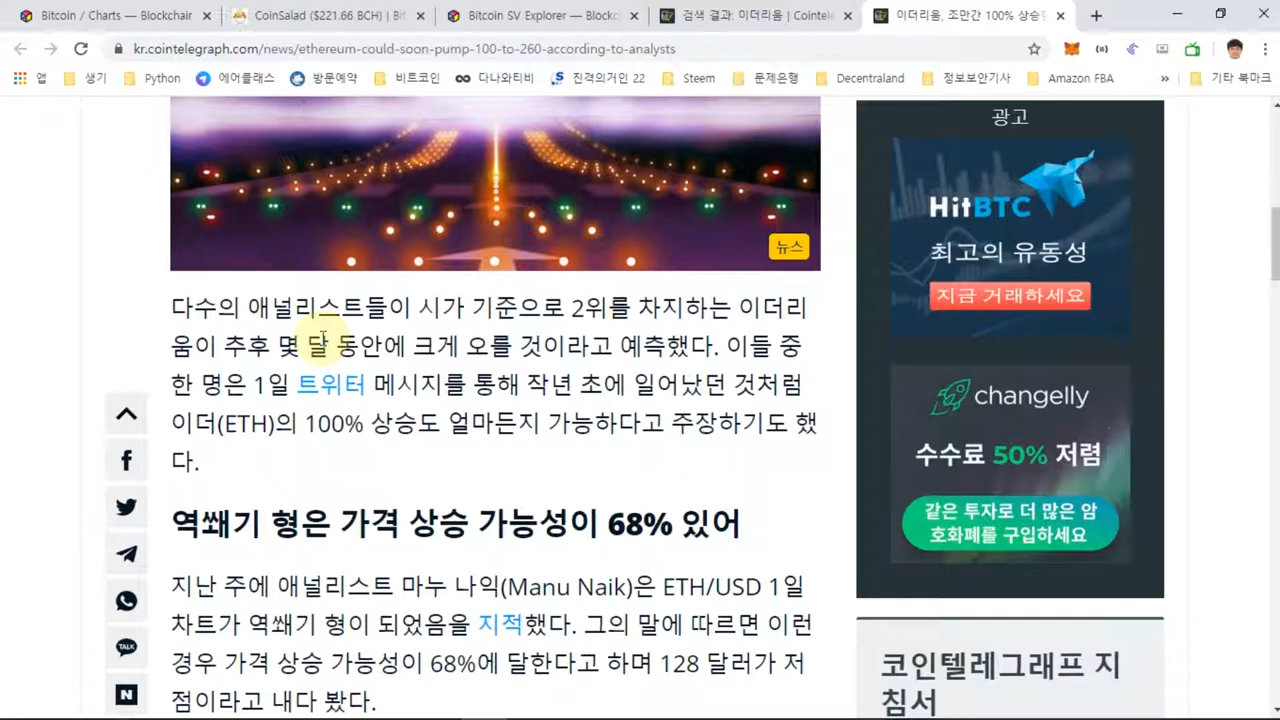 Bitcoin / Charts — Blockchair
CoinSalad ($221.66 BCH) | Bit
Bitcoin SV Explorer — Blockc
검색 결과: 이더리움 | Cointele
이더리움, 조만간 100% 상승할
kr.cointelegraph.com/news/ethereum-could-soon-pump-100-to-260-according-to-analysts
앱 생기 Python 에어클래스 방문예약 비트코인 다나와티비 진격의거인 22 Steem 문제은행 Decentraland 정보보안기사 Amazon FBA » 기타 북마크
뉴스
다수의 애널리스트들이 시가 기준으로 2위를 차지하는 이더리
움이 추후 몇 달 동안에 크게 오를 것이라고 예측했다. 이들 중
한 명은 1일 트위터 메시지를 통해 작년 초에 일어났던 것처럼
이더(ETH)의 100% 상승도 얼마든지 가능하다고 주장하기도 했
다.
역쐐기 형은 가격 상승 가능성이 68% 있어
지난 주에 애널리스트 마누 나익(Manu Naik)은 ETH/USD 1일
차트가 역쐐기 형이 되었음을 지적했다. 그의 말에 따르면 이런
경우 가격 상승 가능성이 68%에 달한다고 하며 128 달러가 저
점이라고 내다 봤다.
TALK
N
광고
HitBTC
최고의 유동성
지금 거래하세요
changelly
수수료 50% 저렴
같은 투자로 더 많은 암
호화폐를 구입하세요
코인텔레그래프 지
침서